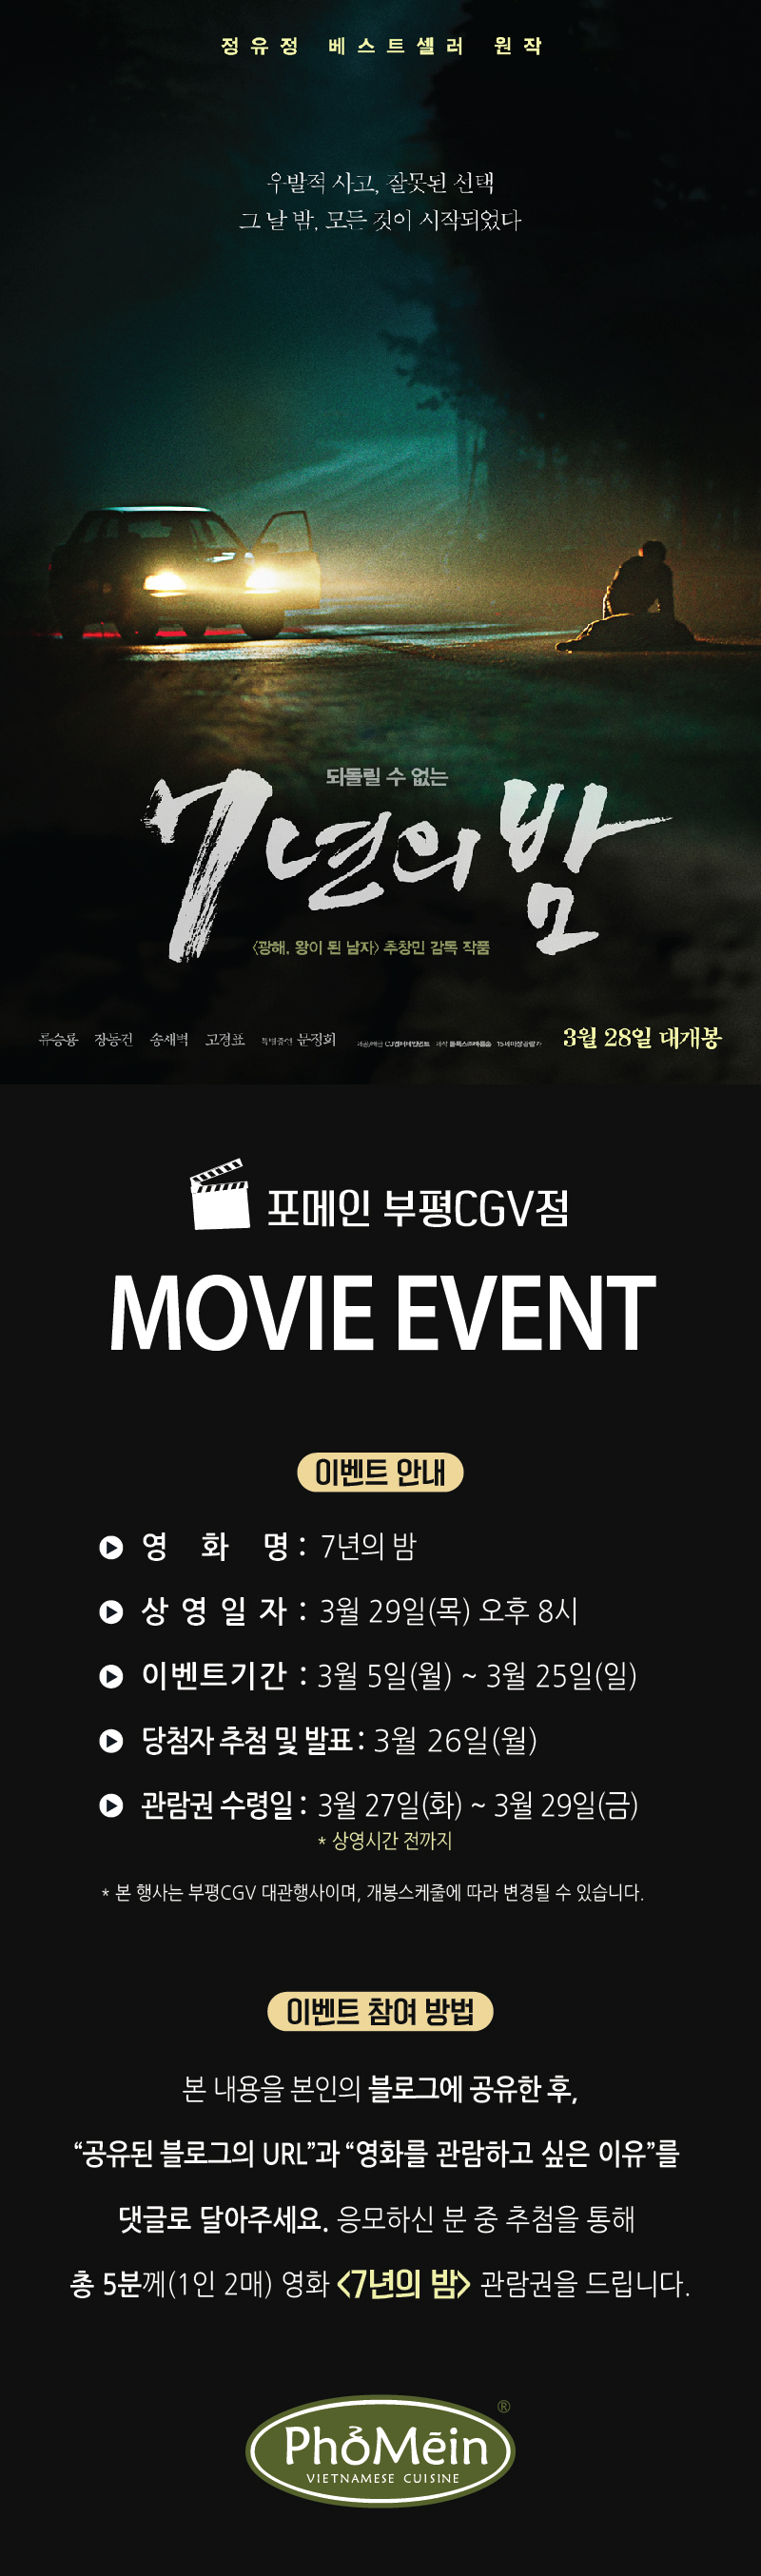 정유정 베스트셀러 원작
우발적 사고, 잘못된 선택
그 날 밤, 모든 것이 시작되었다
되돌릴 수 없는
7년의 밤
<광해, 왕이 된 남자> 추창민 감독 작품
류승룡 장동건 송새벽 고경표 특별출연 문정희 3월 28일 대개봉
포메인 부평CGV점
MOVIE EVENT
이벤트 안내
영 화 명 : 7년의 밤
상 영 일 자 : 3월 29일(목) 오후 8시
이벤트기간 : 3월 5일(월) ~ 3월 25일(일)
당첨자 추첨 및 발표 : 3월 26일(월)
관람권 수령일 : 3월 27일(화) ~ 3월 29일(금)
* 상영시간 전까지
* 본 행사는 부평CGV 대관행사이며, 개봉스케줄에 따라 변경될 수 있습니다.
이벤트 참여 방법
본 내용을 본인의 블로그에 공유한 후,
“공유된 블로그의 URL”과 “영화를 관람하고 싶은 이유”를
댓글로 달아주세요. 응모하신 분 중 추첨을 통해
총 5분께(1인 2매) 영화 <7년의 밤> 관람권을 드립니다.
PhỏMẽin ®
VIETNAMESE CUISINE